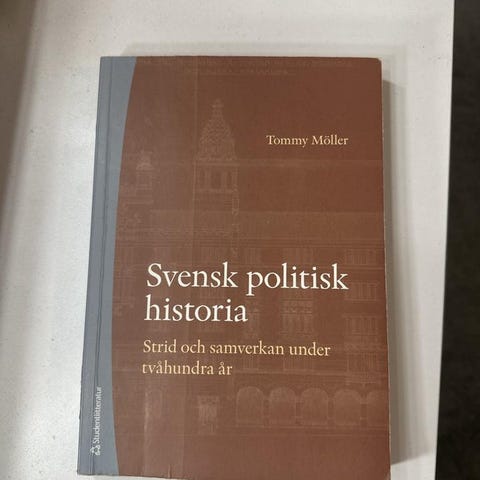 Tommy Möller
Svensk politisk
historia
Strid och samverkan under
tvåhundra år
Studentlitteratur